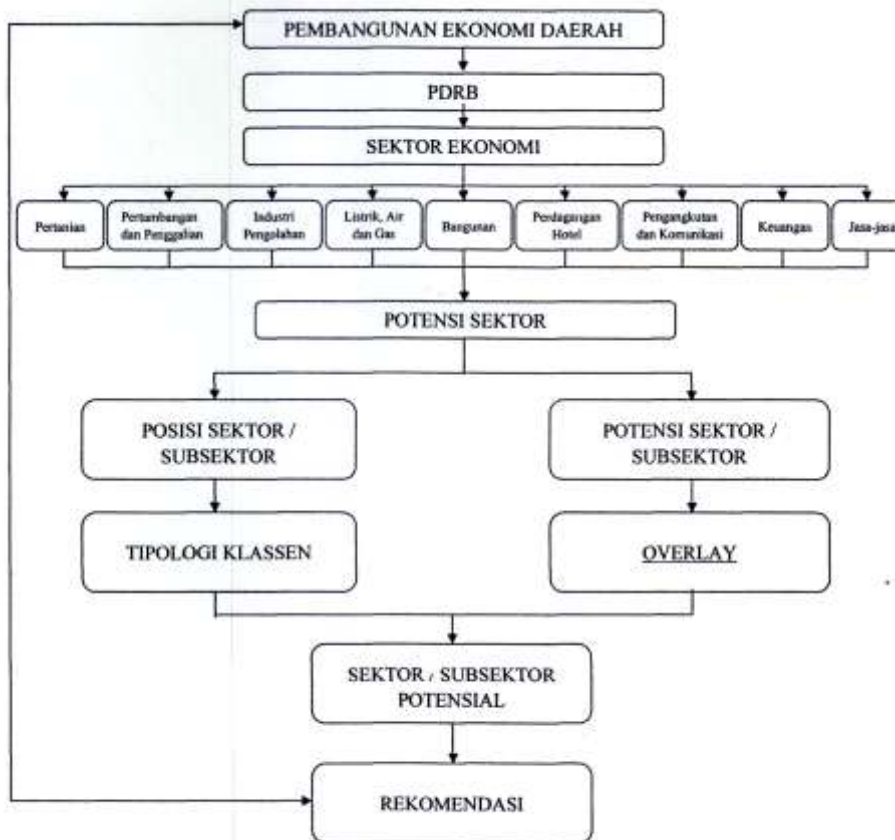 PEMBANGUNAN EKONOMI DAERAH
PDRB
SEKTOR EKONOMI
Pertanian
Pertambangan
dan Penggalian
Industri
Pengolahan
Listrik, Air
dan Gas
Bangunan
Perdagangan
Hotel
Pengangkutan
dan Komunikasi
Keuangan
Jasa-jasa
POTENSI SEKTOR
POSISI SEKTOR /
SUBSEKTOR
POTENSI SEKTOR /
SUBSEKTOR
TIPOLOGI KLASSEN
OVERLAY
SEKTOR / SUBSEKTOR
POTENSIAL
REKOMENDASI